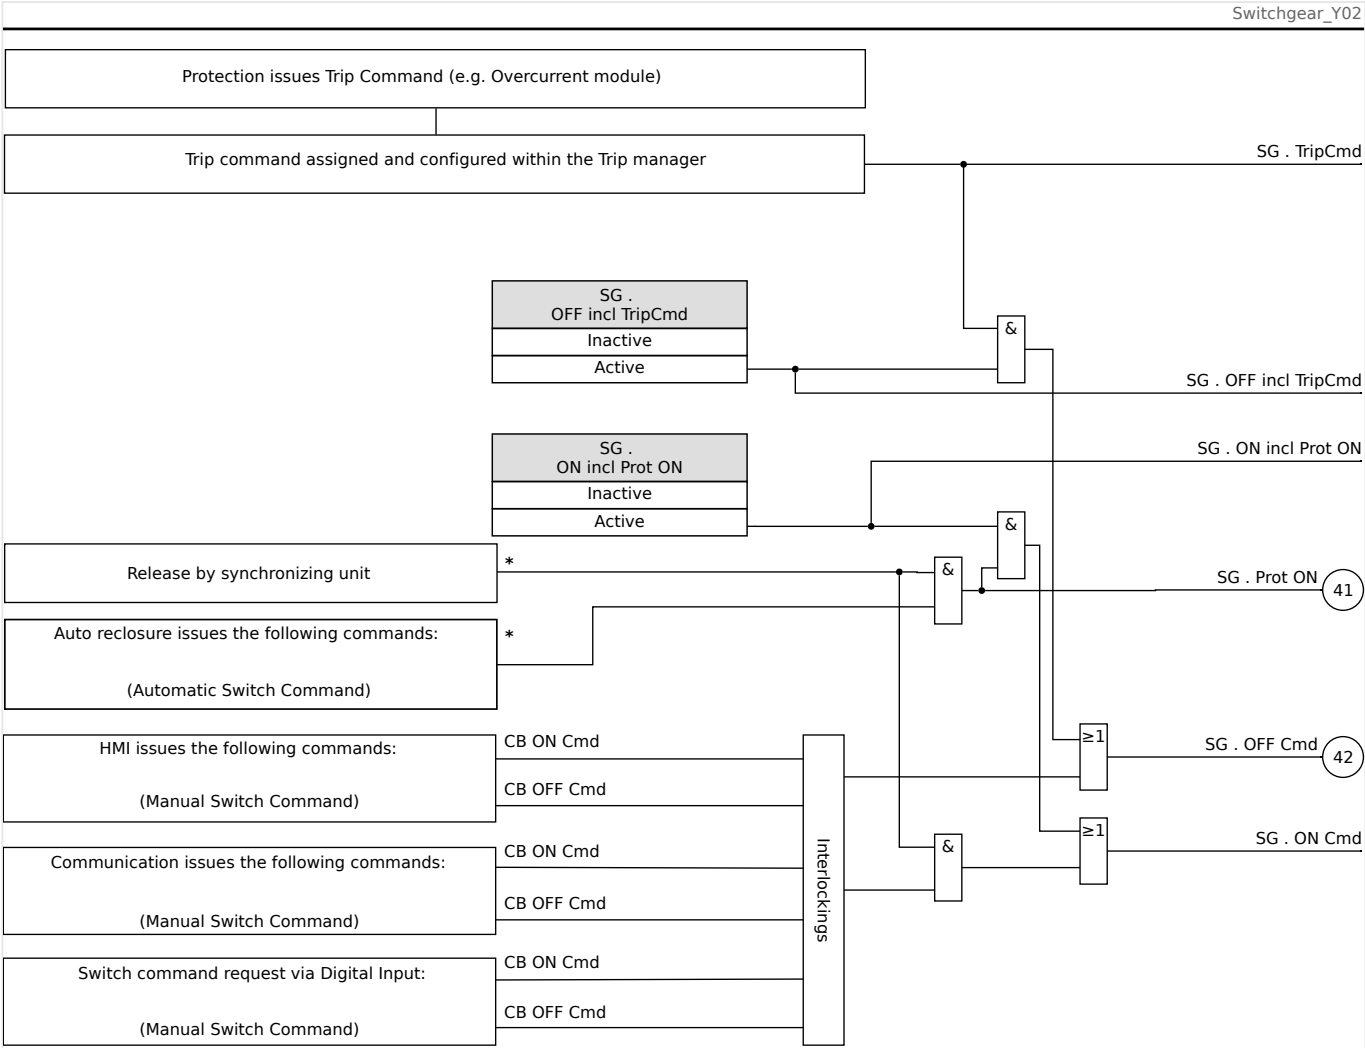 Switchgear_Y02
Protection issues Trip Command (e.g. Overcurrent module)
Trip command assigned and configured within the Trip manager
SG . TripCmd
SG .
OFF incl TripCmd
Inactive
Active
&
SG . OFF incl TripCmd
SG .
ON incl Prot ON
Inactive
Active
SG . ON incl Prot ON
&
Release by synchronizing unit
*
&
SG . Prot ON
41
Auto reclosure issues the following commands:
*
(Automatic Switch Command)
HMI issues the following commands:
(Manual Switch Command)
CB ON Cmd
CB OFF Cmd
≥1
SG . OFF Cmd
42
Communication issues the following commands:
(Manual Switch Command)
CB ON Cmd
CB OFF Cmd
Interlockings
&
≥1
SG . ON Cmd
Switch command request via Digital Input:
(Manual Switch Command)
CB ON Cmd
CB OFF Cmd